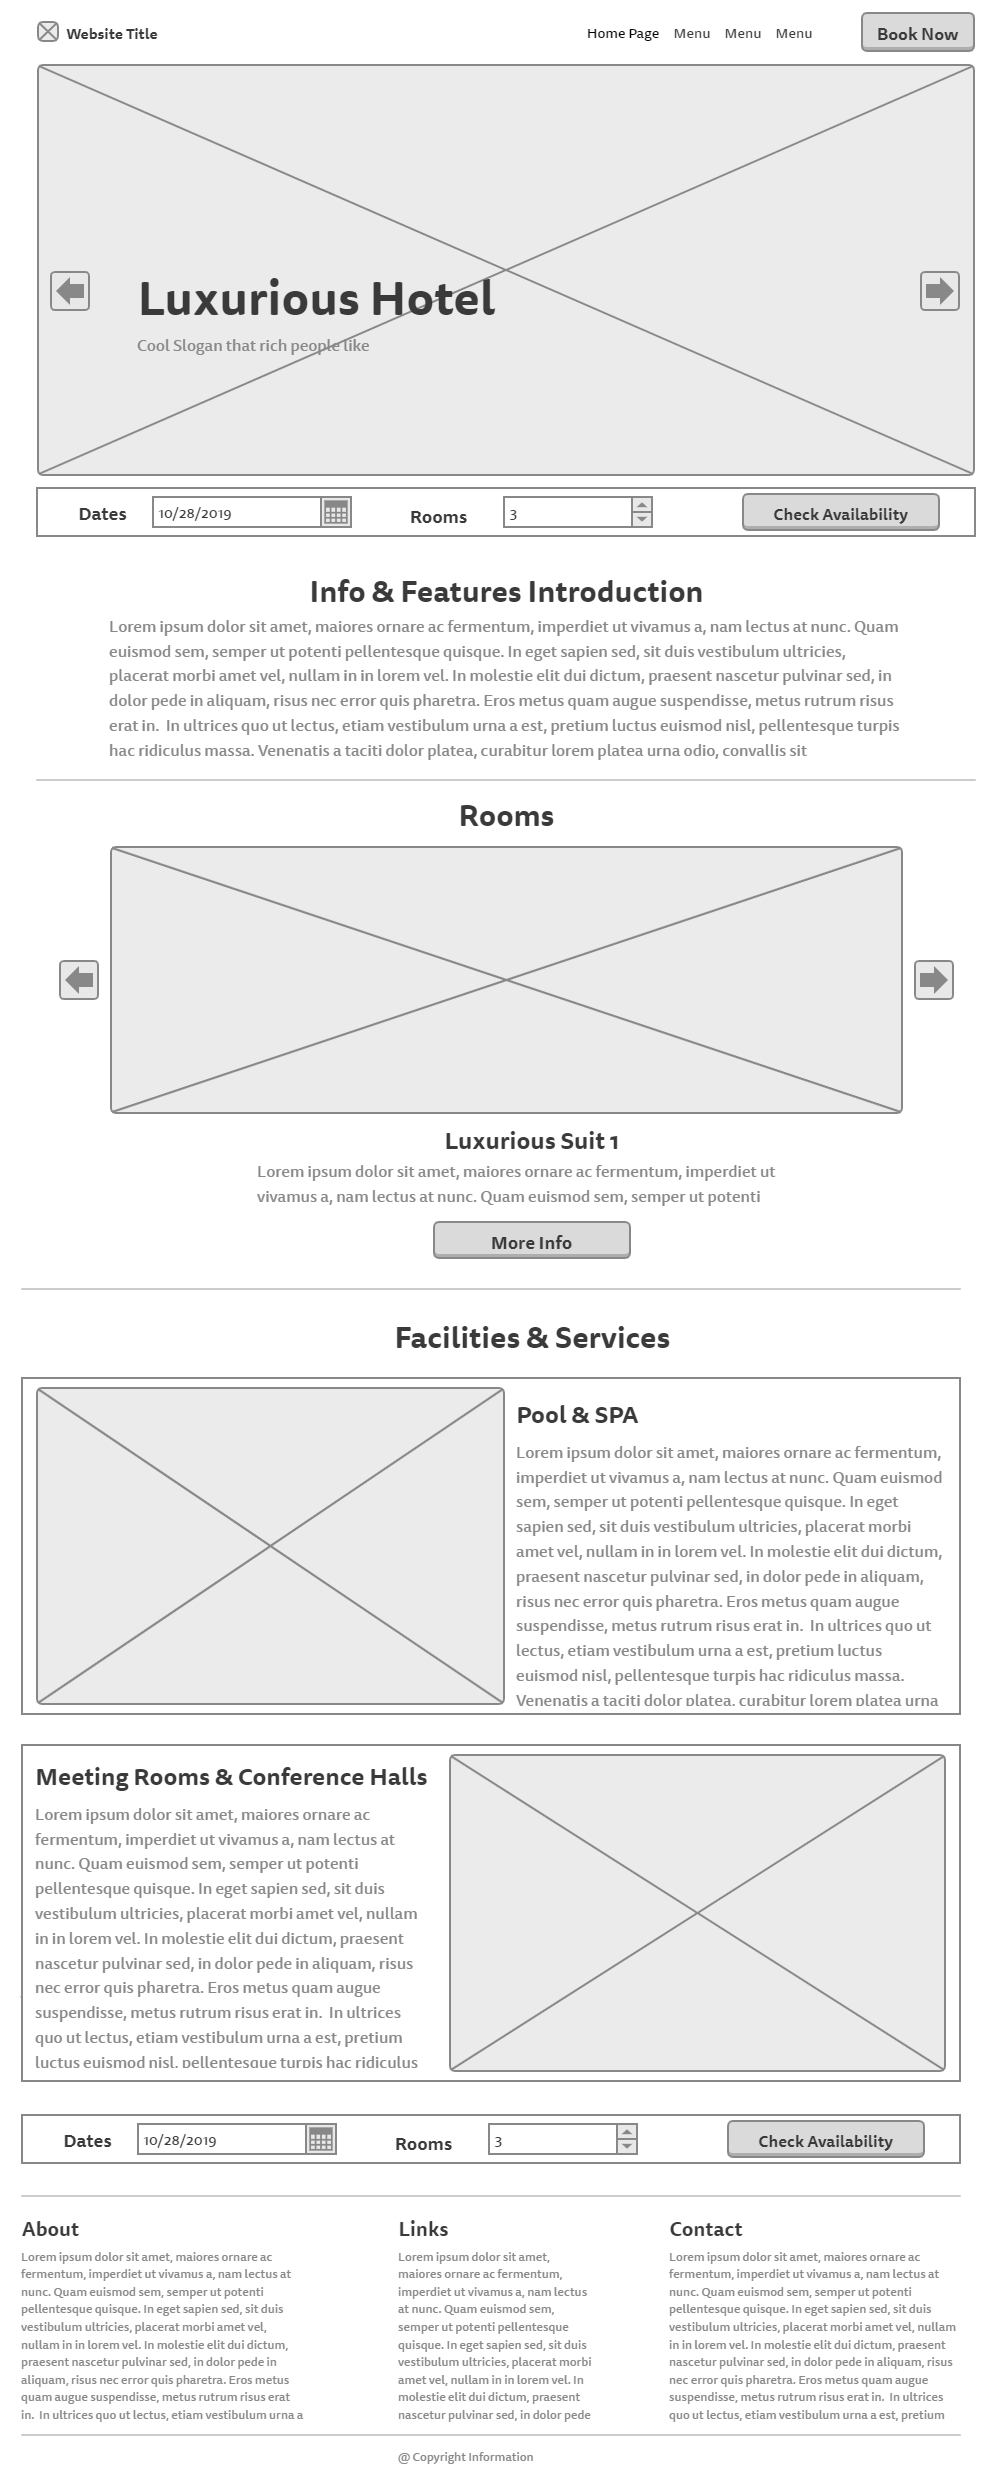 Website Title
Home Page Menu Menu Menu
Book Now
Luxurious Hotel
Cool Slogan that rich people like
Dates 10/28/2019 Rooms 3 Check Availability
Info & Features Introduction
Lorem ipsum dolor sit amet, maiores ornare ac fermentum, imperdiet ut vivamus a, nam lectus at nunc. Quam
euismod sem, semper ut potenti pellentesque quisque. In eget sapien sed, sit duis vestibulum ultricies,
placerat morbi amet vel, nullam in in lorem vel. In molestie elit dui dictum, praesent nascetur pulvinar sed, in
dolor pede in aliquam, risus nec error quis pharetra. Eros metus quam augue suspendisse, metus rutrum risus
erat in.  In ultrices quo ut lectus, etiam vestibulum urna a est, pretium luctus euismod nisl, pellentesque turpis
hac ridiculus massa. Venenatis a taciti dolor platea, curabitur lorem platea urna odio, convallis sit
Rooms
Luxurious Suit 1
Lorem ipsum dolor sit amet, maiores ornare ac fermentum, imperdiet ut
vivamus a, nam lectus at nunc. Quam euismod sem, semper ut potenti
More Info
Facilities & Services
Pool & SPA
Lorem ipsum dolor sit amet, maiores ornare ac fermentum,
imperdiet ut vivamus a, nam lectus at nunc. Quam euismod
sem, semper ut potenti pellentesque quisque. In eget
sapien sed, sit duis vestibulum ultricies, placerat morbi
amet vel, nullam in in lorem vel. In molestie elit dui dictum,
praesent nascetur pulvinar sed, in dolor pede in aliquam,
risus nec error quis pharetra. Eros metus quam augue
suspendisse, metus rutrum risus erat in.  In ultrices quo ut
lectus, etiam vestibulum urna a est, pretium luctus
euismod nisl, pellentesque turpis hac ridiculus massa.
Venenatis a taciti dolor platea, curabitur lorem platea urna
Meeting Rooms & Conference Halls
Lorem ipsum dolor sit amet, maiores ornare ac
fermentum, imperdiet ut vivamus a, nam lectus at
nunc. Quam euismod sem, semper ut potenti
pellentesque quisque. In eget sapien sed, sit duis
vestibulum ultricies, placerat morbi amet vel, nullam
in in lorem vel. In molestie elit dui dictum, praesent
nascetur pulvinar sed, in dolor pede in aliquam, risus
nec error quis pharetra. Eros metus quam augue
suspendisse, metus rutrum risus erat in.  In ultrices
quo ut lectus, etiam vestibulum urna a est, pretium
luctus euismod nisl, pellentesque turpis hac ridiculus
Dates 10/28/2019 Rooms 3 Check Availability
About
Lorem ipsum dolor sit amet, maiores ornare ac
fermentum, imperdiet ut vivamus a, nam lectus at
nunc. Quam euismod sem, semper ut potenti
pellentesque quisque. In eget sapien sed, sit duis
vestibulum ultricies, placerat morbi amet vel,
nullam in in lorem vel. In molestie elit dui dictum,
praesent nascetur pulvinar sed, in dolor pede in
aliquam, risus nec error quis pharetra. Eros metus
quam augue suspendisse, metus rutrum risus erat
in.  In ultrices quo ut lectus, etiam vestibulum urna a
Links
Lorem ipsum dolor sit amet,
maiores ornare ac fermentum,
imperdiet ut vivamus a, nam lectus
at nunc. Quam euismod sem,
semper ut potenti pellentesque
quisque. In eget sapien sed, sit duis
vestibulum ultricies, placerat morbi
amet vel, nullam in in lorem vel. In
molestie elit dui dictum, praesent
nascetur pulvinar sed, in dolor pede
Contact
Lorem ipsum dolor sit amet, maiores ornare ac
fermentum, imperdiet ut vivamus a, nam lectus at
nunc. Quam euismod sem, semper ut potenti
pellentesque quisque. In eget sapien sed, sit duis
vestibulum ultricies, placerat morbi amet vel, nullam
in in lorem vel. In molestie elit dui dictum, praesent
nascetur pulvinar sed, in dolor pede in aliquam, risus
nec error quis pharetra. Eros metus quam augue
suspendisse, metus rutrum risus erat in.  In ultrices
quo ut lectus, etiam vestibulum urna a est, pretium
@ Copyright Information